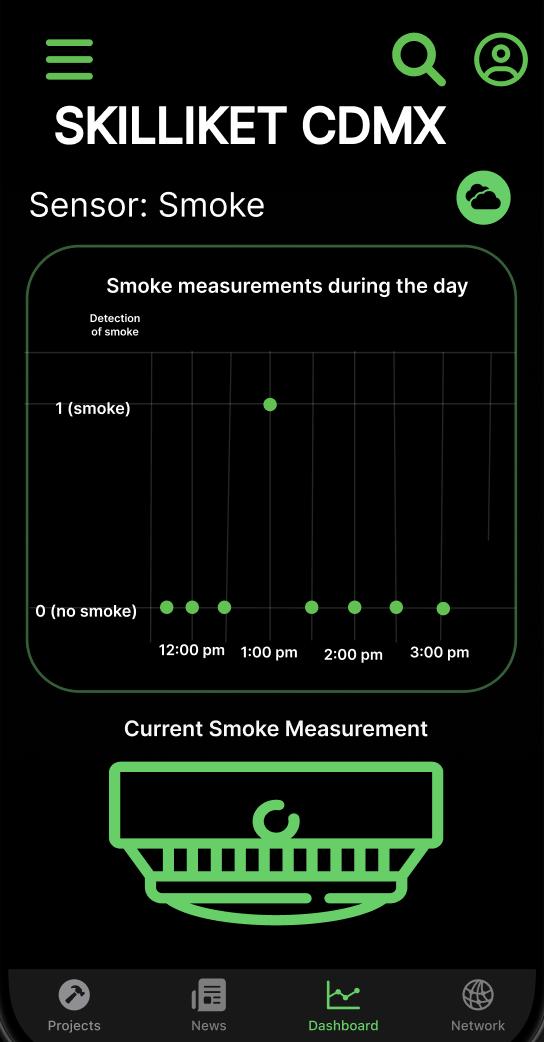 SKILLIKET CDMX
Sensor: Smoke
Smoke measurements during the day
Detection
of smoke
1 (smoke)
0 (no smoke)
12:00 pm 1:00 pm 2:00 pm 3:00 pm
Current Smoke Measurement
Projects News Dashboard Network